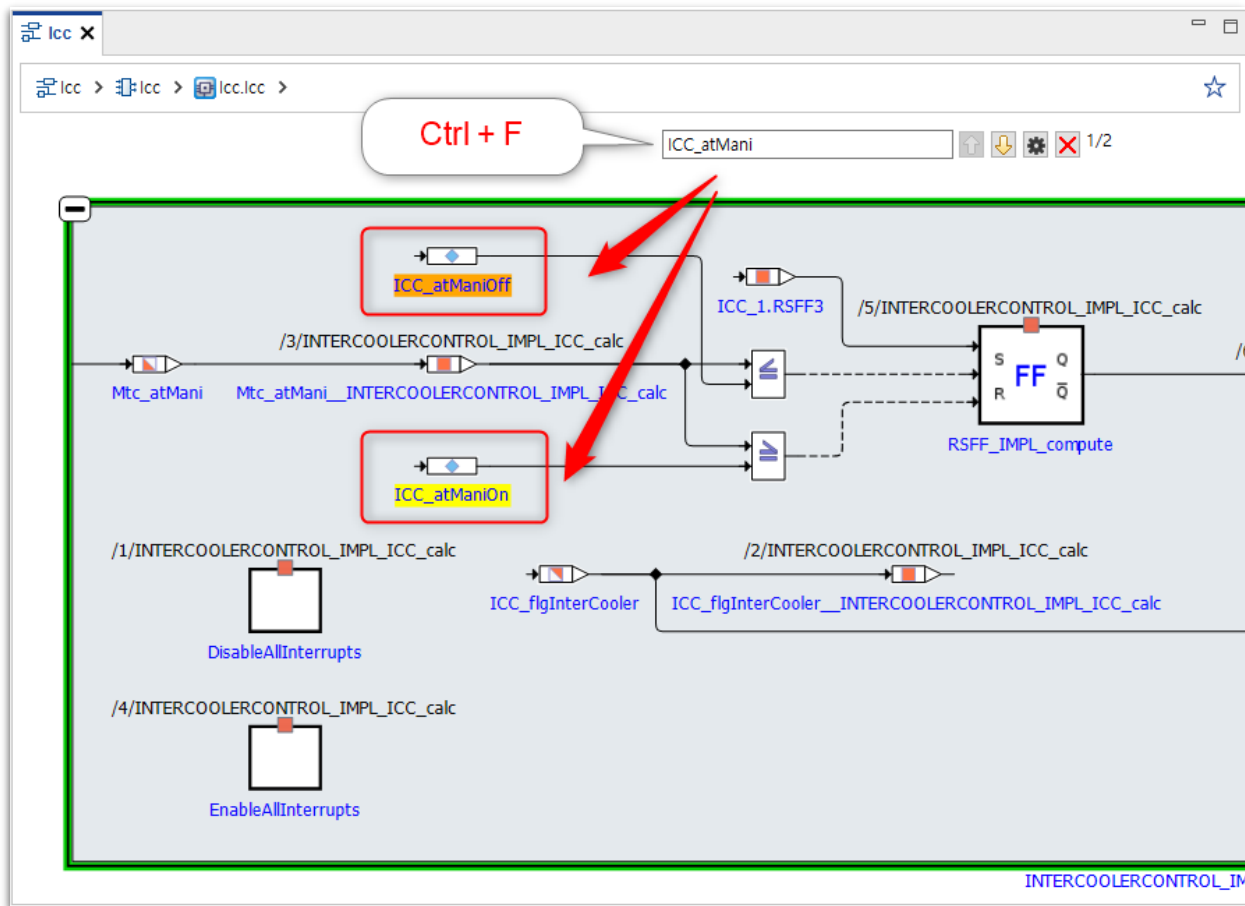 Icc
Icc > Icc > Icc.Icc >
Ctrl + F
ICC_atMani
1/2
ICC_atManiOff
ICC_1.RSFF3
/5/INTERCOOLERCONTROL_IMPL_ICC_calc
/3/INTERCOOLERCONTROL_IMPL_ICC_calc
S Q
FF
R Q̅
Mtc_atMani
Mtc_atMani__INTERCOOLERCONTROL_IMPL_ICC_calc
RSFF_IMPL_compute
ICC_atManiOn
/1/INTERCOOLERCONTROL_IMPL_ICC_calc
/2/INTERCOOLERCONTROL_IMPL_ICC_calc
ICC_flgInterCooler
ICC_flgInterCooler__INTERCOOLERCONTROL_IMPL_ICC_calc
DisableAllInterrupts
/4/INTERCOOLERCONTROL_IMPL_ICC_calc
EnableAllInterrupts
INTERCOOLERCONTROL_IM